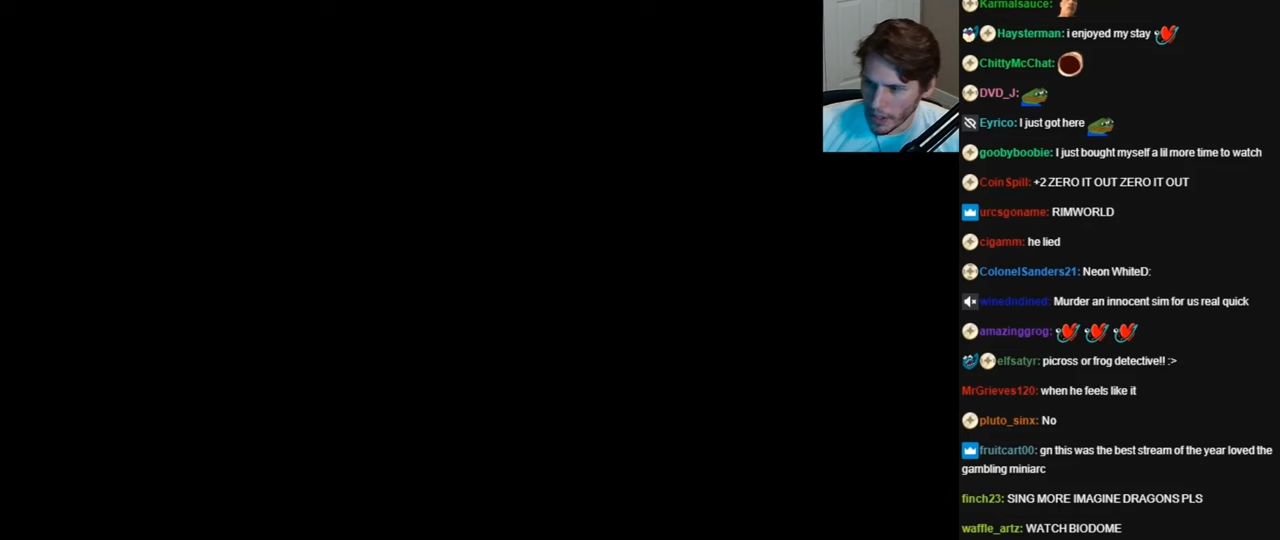 Karmalsauce:
Haysterman: i enjoyed my stay
ChittyMcChat:
DVD_J:
Eyrico: I just got here
goobyboobie: I just bought myself a lil more time to watch
CoinSpill: +2 ZERO IT OUT ZERO IT OUT
urcsgoname: RIMWORLD
cigamm: he lied
ColonelSanders21: Neon WhiteD:
winedndined: Murder an innocent sim for us real quick
amazinggrog:
elfsatyr: picross or frog detective!! :>
MrGrieves120: when he feels like it
pluto_sinx: No
fruitcart00: gn this was the best stream of the year loved the
gambling miniarc
finch23: SING MORE IMAGINE DRAGONS PLS
waffle_artz: WATCH BIODOME